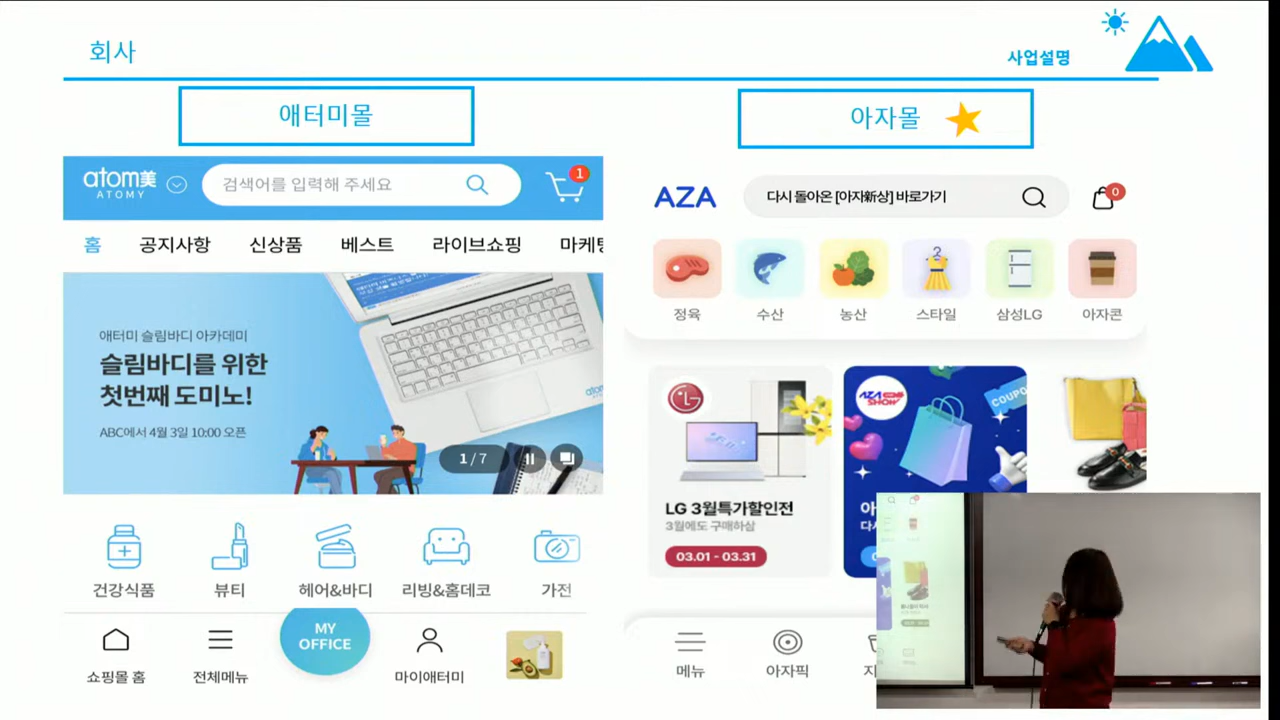 회사
사업설명
애터미몰
아자몰
atom美
ATOMY
검색어를 입력해 주세요
1
홈 공지사항 신상품 베스트 라이브쇼핑 마케팅
애터미 슬림바디 아카데미
슬림바디를 위한
첫번째 도미노!
ABC에서 4월 3일 10:00 오픈
1 / 7
건강식품 뷰티 헤어&바디 리빙&홈데코 가전
쇼핑몰 홈 전체메뉴 MY OFFICE 마이애터미
AZA
다시 돌아온 [아자新상] 바로가기
0
정육 수산 농산 스타일 삼성LG 아자콘
LG
AZA SHOW
COUPON
LG 3월특가할인전
3월에도 구매하삼
03.01 - 03.31
메뉴 아자픽